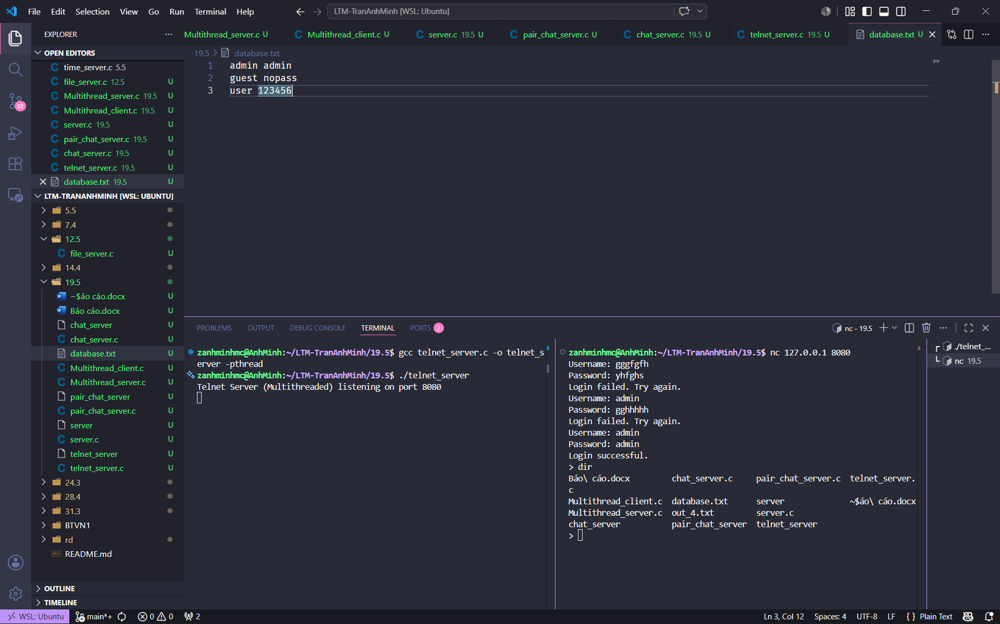 File Edit Selection View Go Run Terminal Help
LTM-TranAnhMinh [WSL: Ubuntu]
EXPLORER
Multithread_server.c U
Multithread_client.c U
server.c 19.5 U
pair_chat_server.c U
chat_server.c 19.5 U
telnet_server.c 19.5 U
database.txt U
OPEN EDITORS
time_server.c 5.5
file_server.c 12.5 U
Multithread_server.c 19.5 U
Multithread_client.c 19.5 U
server.c 19.5 U
pair_chat_server.c 19.5 U
chat_server.c 19.5 U
telnet_server.c 19.5 U
database.txt 19.5 U
32
LTM-TRANANHMINH [WSL: UBUNTU]
5.5
7.4
12.5
file_server.c U
14.4
19.5
~$áo cáo.docx U
Báo cáo.docx U
chat_server U
chat_server.c U
database.txt U
Multithread_client.c U
Multithread_server.c U
pair_chat_server U
pair_chat_server.c U
server U
server.c U
telnet_server U
telnet_server.c U
24.3
28.4
31.3
BTVN1
rd
README.md
OUTLINE
TIMELINE
19.5 > database.txt
1 admin admin
2 guest nopass
3 user 123456
PROBLEMS OUTPUT DEBUG CONSOLE TERMINAL PORTS 2
nc - 19.5
zanhminhmc@AnhMinh:~/LTM-TranAnhMinh/19.5$ gcc telnet_server.c -o telnet_s
erver -pthread
zanhminhmc@AnhMinh:~/LTM-TranAnhMinh/19.5$ ./telnet_server
Telnet Server (Multithreaded) listening on port 8080
zanhminhmc@AnhMinh:~/LTM-TranAnhMinh/19.5$ nc 127.0.0.1 8080
Username: gggfgfh
Password: yhfghs
Login failed. Try again.
Username: admin
Password: gghhhhh
Login failed. Try again.
Username: admin
Password: admin
Login successful.
> dir
Báo\ cáo.docx chat_server.c pair_chat_server.c telnet_server.
c
Multithread_client.c database.txt server ~$áo\ cáo.docx
Multithread_server.c out_4.txt server.c
chat_server pair_chat_server telnet_server
>
./telnet_...
nc 19.5
WSL: Ubuntu main*+ 0 0 2
Ln 3, Col 12 Spaces: 4 UTF-8 LF { } Plain Text